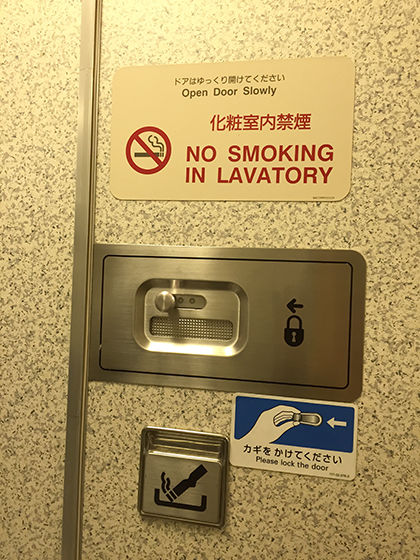 ドアはゆっくり開けてください
Open Door Slowly
化粧室内禁煙
NO SMOKING
IN LAVATORY
カギを かけてください
Please lock the door